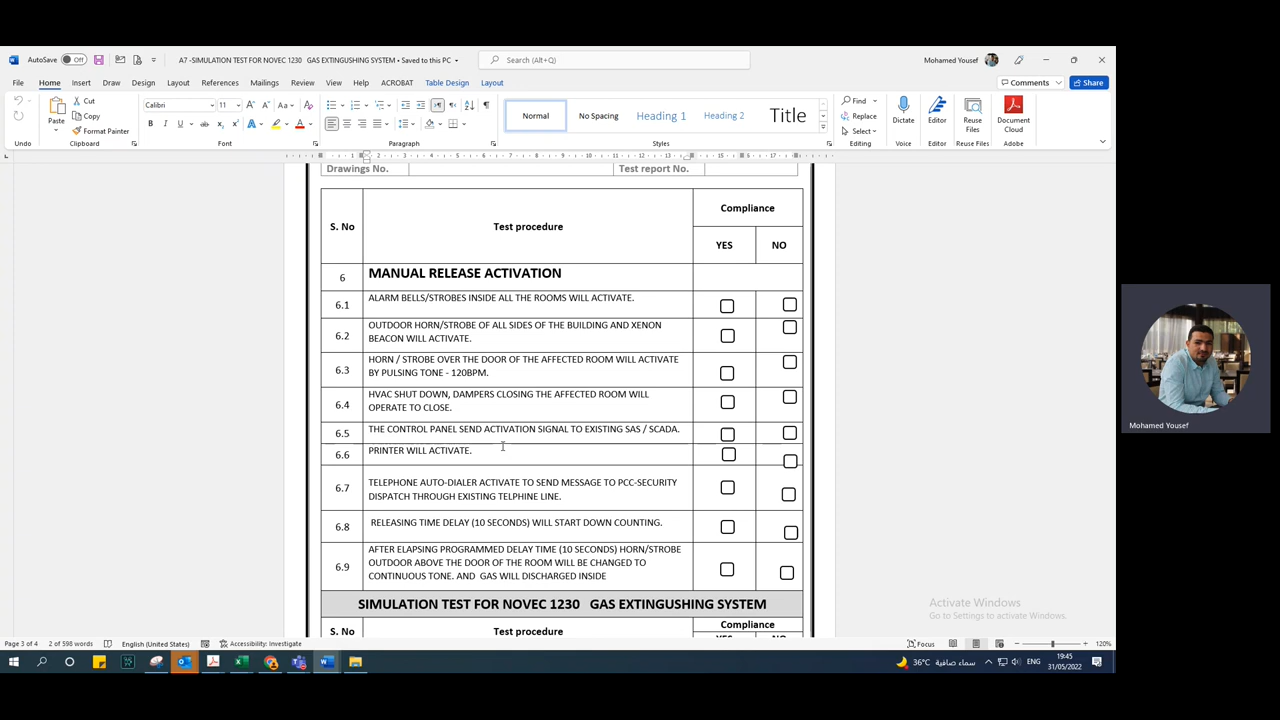 AutoSave Off A7 -SIMULATION TEST FOR NOVEC 1230 GAS EXTINGUSHING SYSTEM • Saved to this PC Search (Alt+Q) Mohamed Yousef
File Home Insert Draw Design Layout References Mailings Review View Help ACROBAT Table Design Layout Comments Share
Paste Cut Copy Format Painter Calibri 11 Normal No Spacing Heading 1 Heading 2 Title Find Replace Select Dictate Editor Reuse Files Document Cloud
Undo Clipboard Font Paragraph Styles Editing Voice Editor Reuse Files Adobe
Drawings No. Test report No.
S. No Test procedure Compliance
YES NO
6 MANUAL RELEASE ACTIVATION
6.1 ALARM BELLS/STROBES INSIDE ALL THE ROOMS WILL ACTIVATE.
6.2 OUTDOOR HORN/STROBE OF ALL SIDES OF THE BUILDING AND XENON
BEACON WILL ACTIVATE.
6.3 HORN / STROBE OVER THE DOOR OF THE AFFECTED ROOM WILL ACTIVATE
BY PULSING TONE - 120BPM.
6.4 HVAC SHUT DOWN, DAMPERS CLOSING THE AFFECTED ROOM WILL
OPERATE TO CLOSE.
6.5 THE CONTROL PANEL SEND ACTIVATION SIGNAL TO EXISTING SAS / SCADA.
6.6 PRINTER WILL ACTIVATE.
6.7 TELEPHONE AUTO-DIALER ACTIVATE TO SEND MESSAGE TO PCC-SECURITY
DISPATCH THROUGH EXISTING TELPHINE LINE.
6.8 RELEASING TIME DELAY (10 SECONDS) WILL START DOWN COUNTING.
6.9 AFTER ELAPSING PROGRAMMED DELAY TIME (10 SECONDS) HORN/STROBE
OUTDOOR ABOVE THE DOOR OF THE ROOM WILL BE CHANGED TO
CONTINUOUS TONE. AND GAS WILL DISCHARGED INSIDE
SIMULATION TEST FOR NOVEC 1230 GAS EXTINGUSHING SYSTEM
S. No Test procedure Compliance
Activate Windows
Go to Settings to activate Windows.
Page 3 of 4 2 of 598 words English (United States) Accessibility: Investigate Focus 120%
36°C سماء صافية ENG 19:45
31/05/2022
Mohamed Yousef